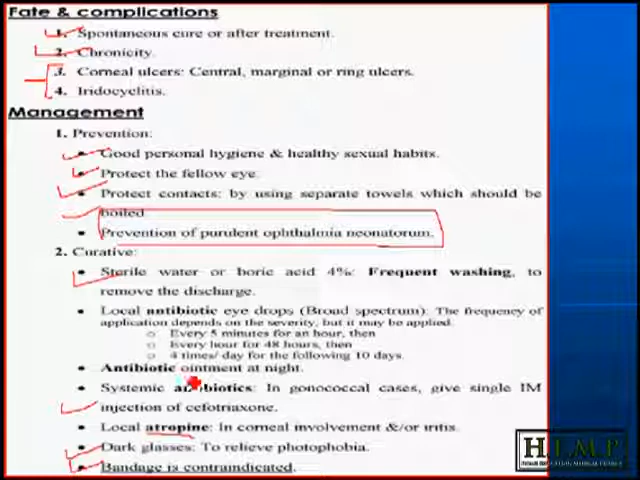 Fate & complications
1. Spontaneous cure or after treatment.
2. Chronicity.
3. Corneal ulcers: Central, marginal or ring ulcers.
4. Iridocyclitis.
Management
1. Prevention:
• Good personal hygiene & healthy sexual habits.
• Protect the fellow eye.
• Protect contacts: by using separate towels which should be
boiled.
Prevention of purulent ophthalmia neonatorum.
2. Curative:
• Sterile water or boric acid 4%: Frequent washing, to
remove the discharge.
• Local antibiotic eye drops (Broad spectrum): The frequency of
application depends on the severity, but it may be applied.
o Every 5 minutes for an hour, then
o Every hour for 48 hours, then
o 4 times/ day for the following 10 days.
• Antibiotic ointment at night.
• Systemic antibiotics: In gonococcal cases, give single IM
injection of cefotriaxone.
• Local atropine: In corneal involvement &/or iritis.
• Dark glasses: To relieve photophobia.
• Bandage is contraindicated.
H.I.M.P